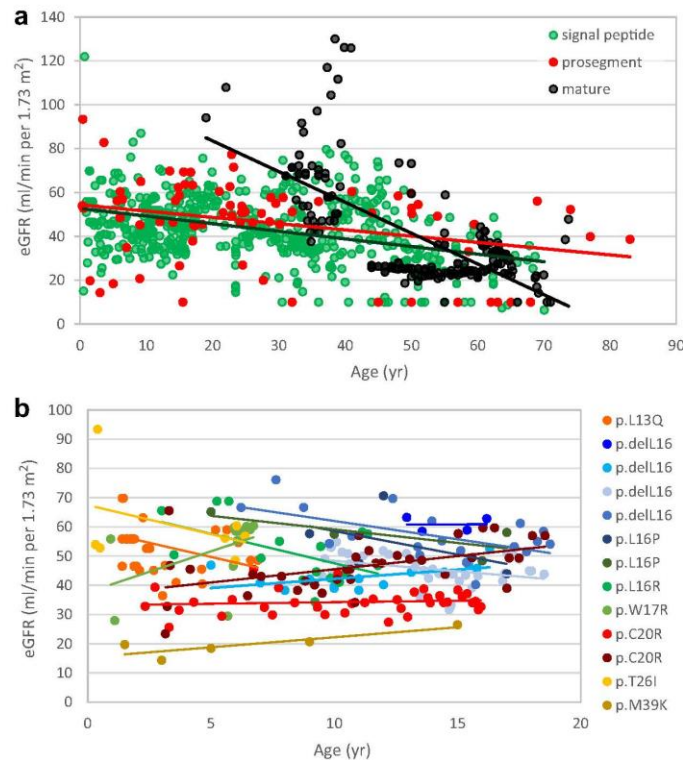 a
signal peptide
prosegment
mature
eGFR (ml/min per 1.73 m²)
140
120
100
80
60
40
20
0
0 10 20 30 40 50 60 70 80 90
Age (yr)
b
eGFR (ml/min per 1.73 m²)
100
90
80
70
60
50
40
30
20
10
0
0 5 10 15 20
Age (yr)
p.L13Q
p.delL16
p.delL16
p.delL16
p.delL16
p.L16P
p.L16P
p.L16R
p.W17R
p.C20R
p.C20R
p.T26I
p.M39K